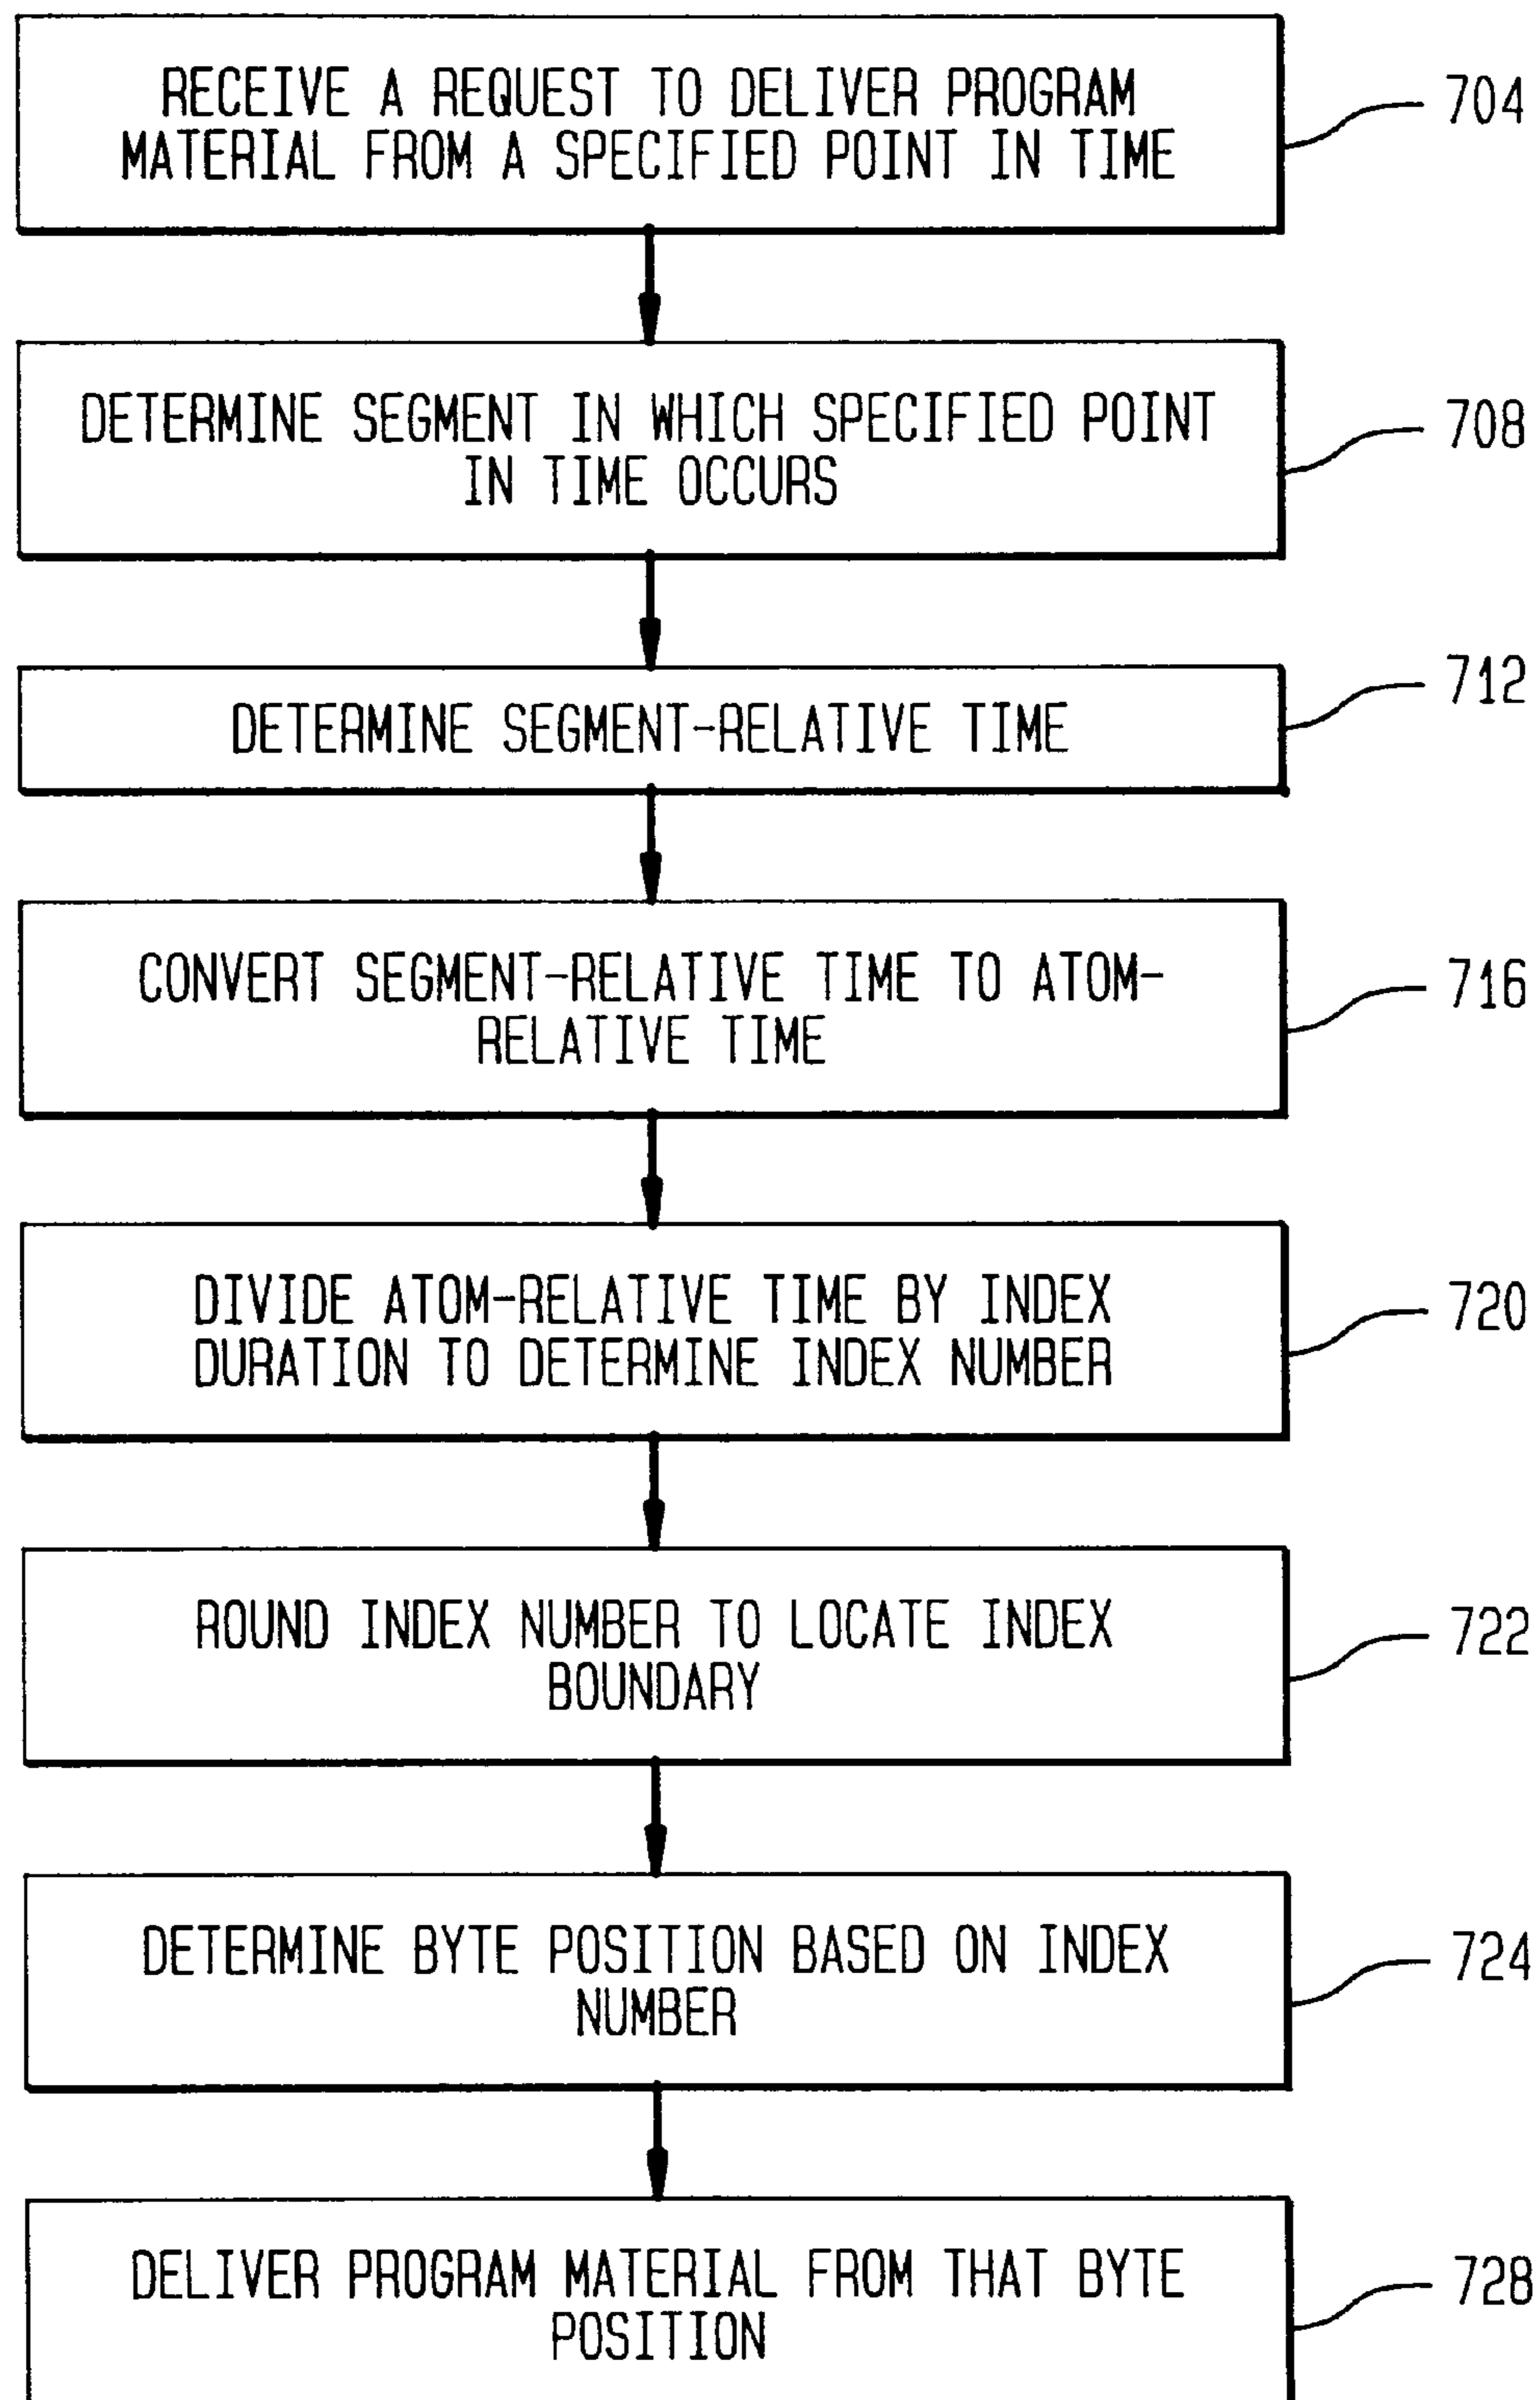 RECEIVE A REQUEST TO DELIVER PROGRAM
MATERIAL FROM A SPECIFIED POINT IN TIME
704
DETERMINE SEGMENT IN WHICH SPECIFIED POINT
IN TIME OCCURS
708
DETERMINE SEGMENT-RELATIVE TIME
712
CONVERT SEGMENT-RELATIVE TIME TO ATOM-
RELATIVE TIME
716
DIVIDE ATOM-RELATIVE TIME BY INDEX
DURATION TO DETERMINE INDEX NUMBER
720
ROUND INDEX NUMBER TO LOCATE INDEX
BOUNDARY
722
DETERMINE BYTE POSITION BASED ON INDEX
NUMBER
724
DELIVER PROGRAM MATERIAL FROM THAT BYTE
POSITION
728